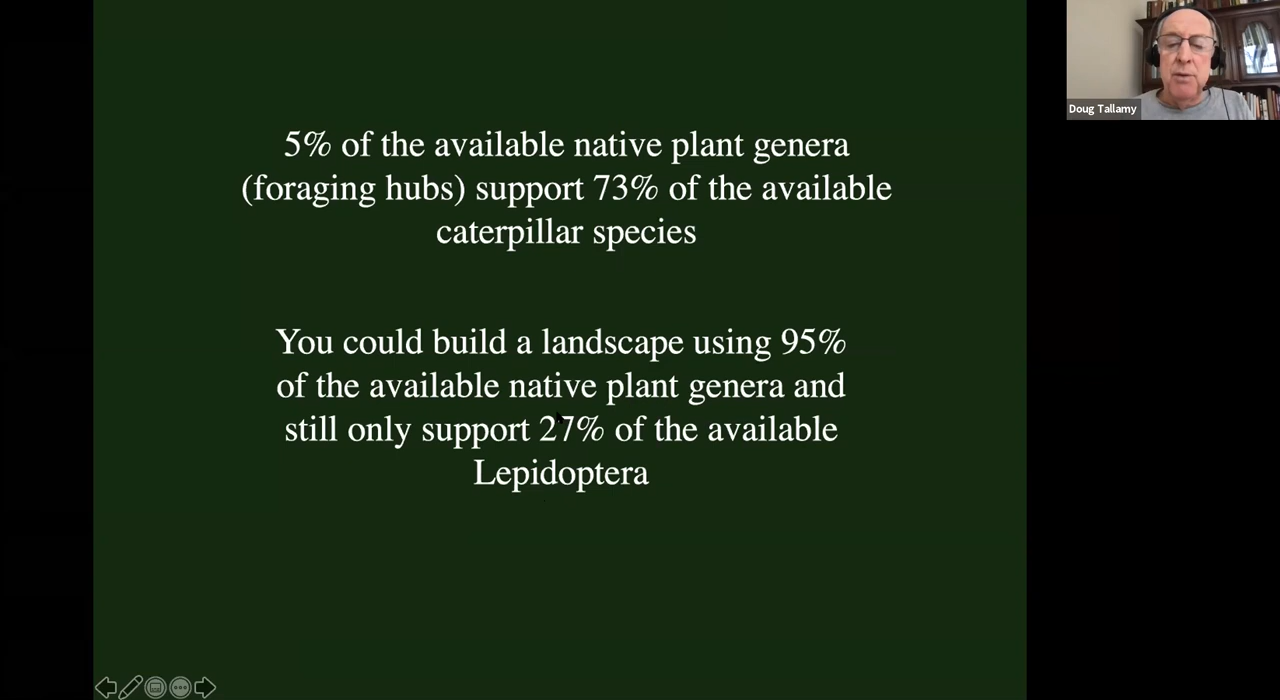 5% of the available native plant genera
(foraging hubs) support 73% of the available
caterpillar species
You could build a landscape using 95%
of the available native plant genera and
still only support 27% of the available
Lepidoptera
Doug Tallamy